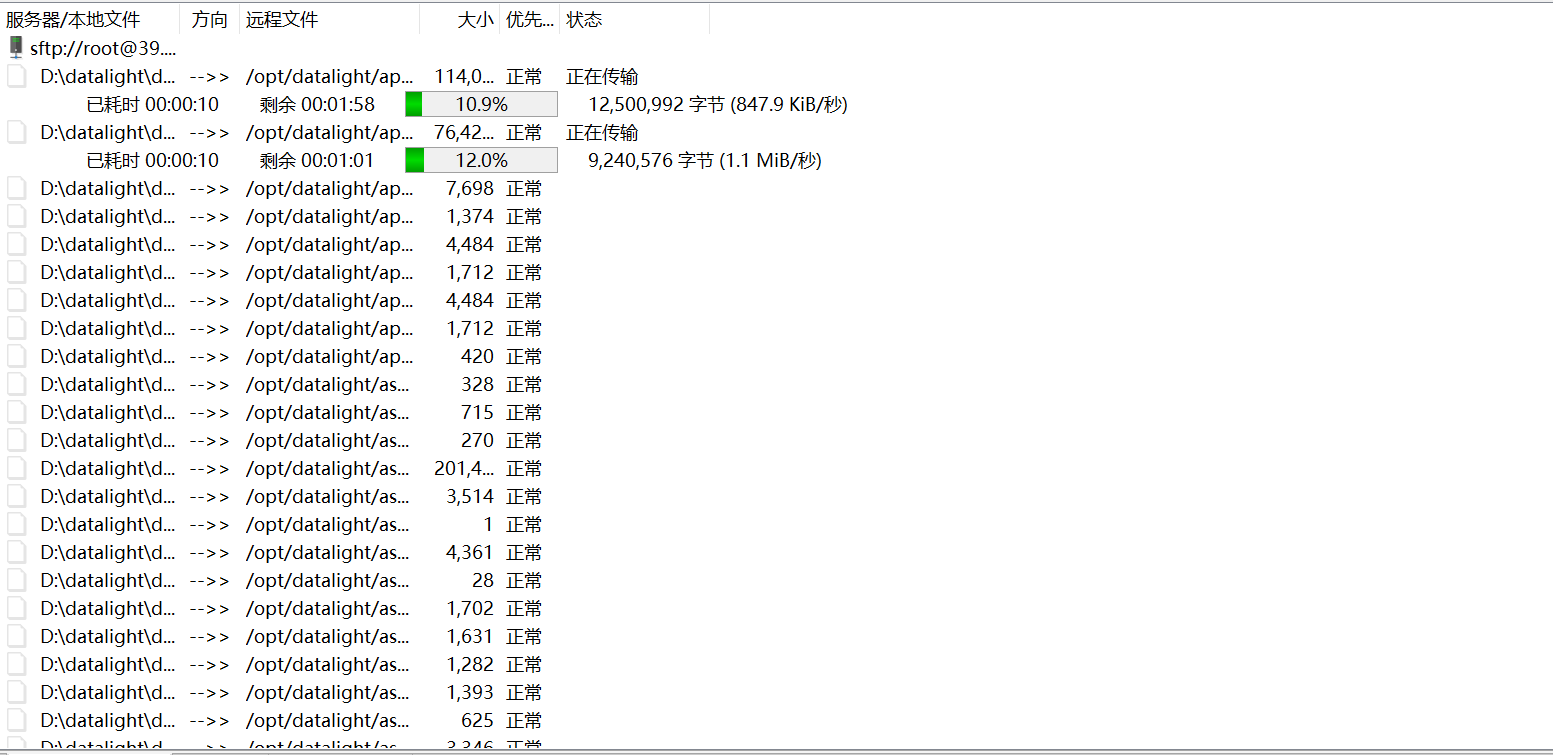 服务器/本地文件 方向 远程文件 大小 优先... 状态
sftp://root@39....
D:\datalight\d... -->> /opt/datalight/ap... 114,0... 正常 正在传输
已耗时 00:00:10 剩余 00:01:58 10.9% 12,500,992 字节 (847.9 KiB/秒)
D:\datalight\d... -->> /opt/datalight/ap... 76,42... 正常 正在传输
已耗时 00:00:10 剩余 00:01:01 12.0% 9,240,576 字节 (1.1 MiB/秒)
D:\datalight\d... -->> /opt/datalight/ap... 7,698 正常
D:\datalight\d... -->> /opt/datalight/ap... 1,374 正常
D:\datalight\d... -->> /opt/datalight/ap... 4,484 正常
D:\datalight\d... -->> /opt/datalight/ap... 1,712 正常
D:\datalight\d... -->> /opt/datalight/ap... 4,484 正常
D:\datalight\d... -->> /opt/datalight/ap... 1,712 正常
D:\datalight\d... -->> /opt/datalight/ap... 420 正常
D:\datalight\d... -->> /opt/datalight/as... 328 正常
D:\datalight\d... -->> /opt/datalight/as... 715 正常
D:\datalight\d... -->> /opt/datalight/as... 270 正常
D:\datalight\d... -->> /opt/datalight/as... 201,4... 正常
D:\datalight\d... -->> /opt/datalight/as... 3,514 正常
D:\datalight\d... -->> /opt/datalight/as... 1 正常
D:\datalight\d... -->> /opt/datalight/as... 4,361 正常
D:\datalight\d... -->> /opt/datalight/as... 28 正常
D:\datalight\d... -->> /opt/datalight/as... 1,702 正常
D:\datalight\d... -->> /opt/datalight/as... 1,631 正常
D:\datalight\d... -->> /opt/datalight/as... 1,282 正常
D:\datalight\d... -->> /opt/datalight/as... 1,393 正常
D:\datalight\d... -->> /opt/datalight/as... 625 正常
D:\datalight\d... -->> /opt/datalight/as... 3,346 正常